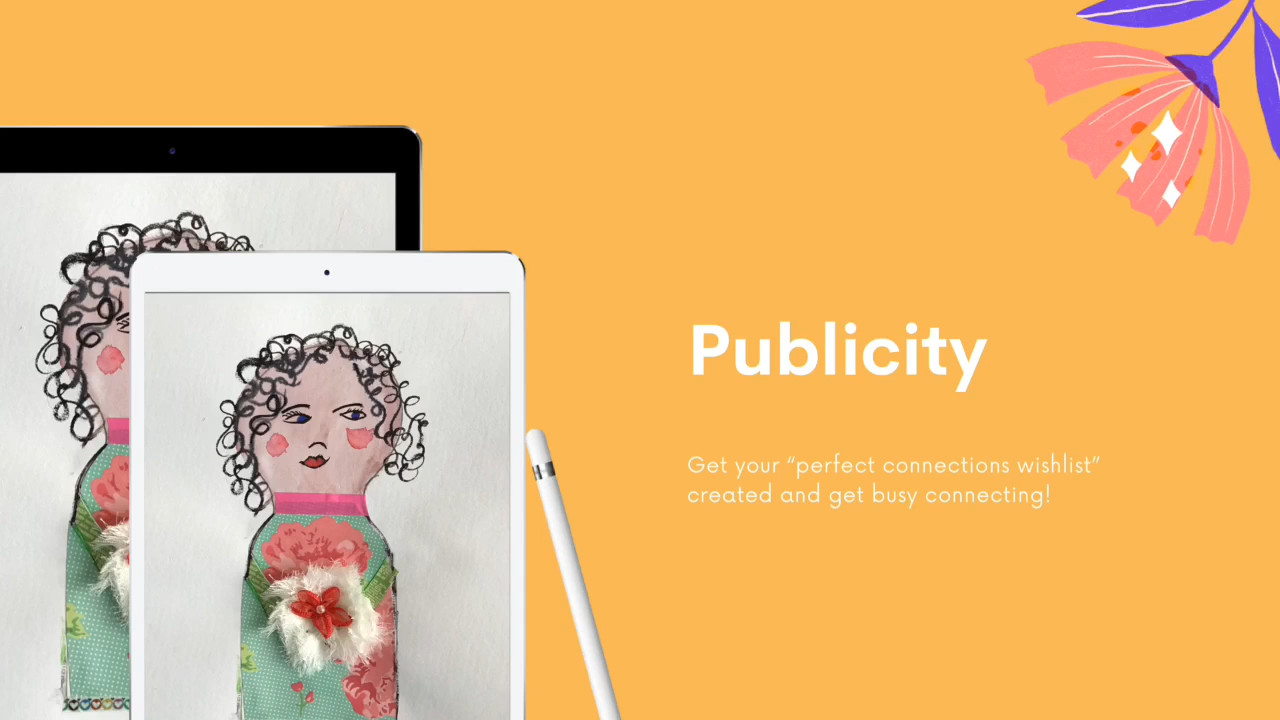 Publicity
Get your “perfect connections wishlist”
created and get busy connecting!